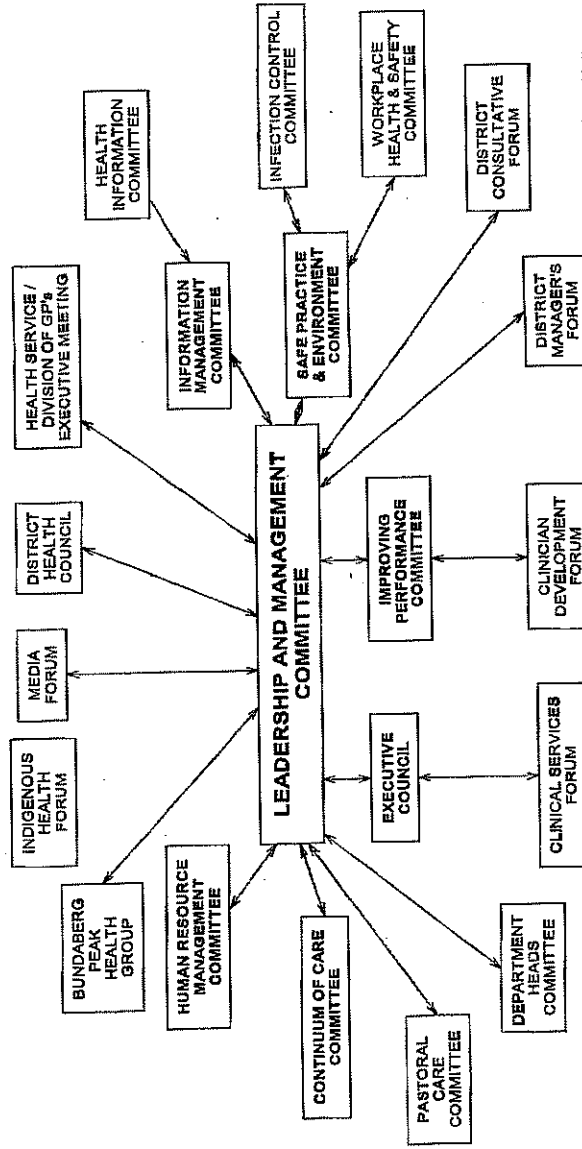 INDIGENOUS
HEALTH
FORUM
MEDIA
FORUM
DISTRICT
HEALTH
COUNCIL
HEALTH SERVICE /
DIVISION OF GP's
EXECUTIVE MEETING
HEALTH
INFORMATION
COMMITTEE
BUNDABERG
PEAK
HEALTH
GROUP
INFORMATION
MANAGEMENT
COMMITTEE
INFECTION CONTROL
COMMITTEE
HUMAN RESOURCE
MANAGEMENT
COMMITTEE
LEADERSHIP AND MANAGEMENT
COMMITTEE
SAFE PRACTICE
& ENVIRONMENT
COMMITTEE
WORKPLACE
HEALTH & SAFETY
COMMITTEE
CONTINUUM OF CARE
COMMITTEE
EXECUTIVE
COUNCIL
IMPROVING
PERFORMANCE
COMMITTEE
DISTRICT
CONSULTATIVE
FORUM
PASTORAL
CARE
COMMITTEE
DEPARTMENT
HEADS
COMMITTEE
CLINICAL SERVICES
FORUM
CLINICIAN
DEVELOPMENT
FORUM
DISTRICT
MANAGER'S
FORUM